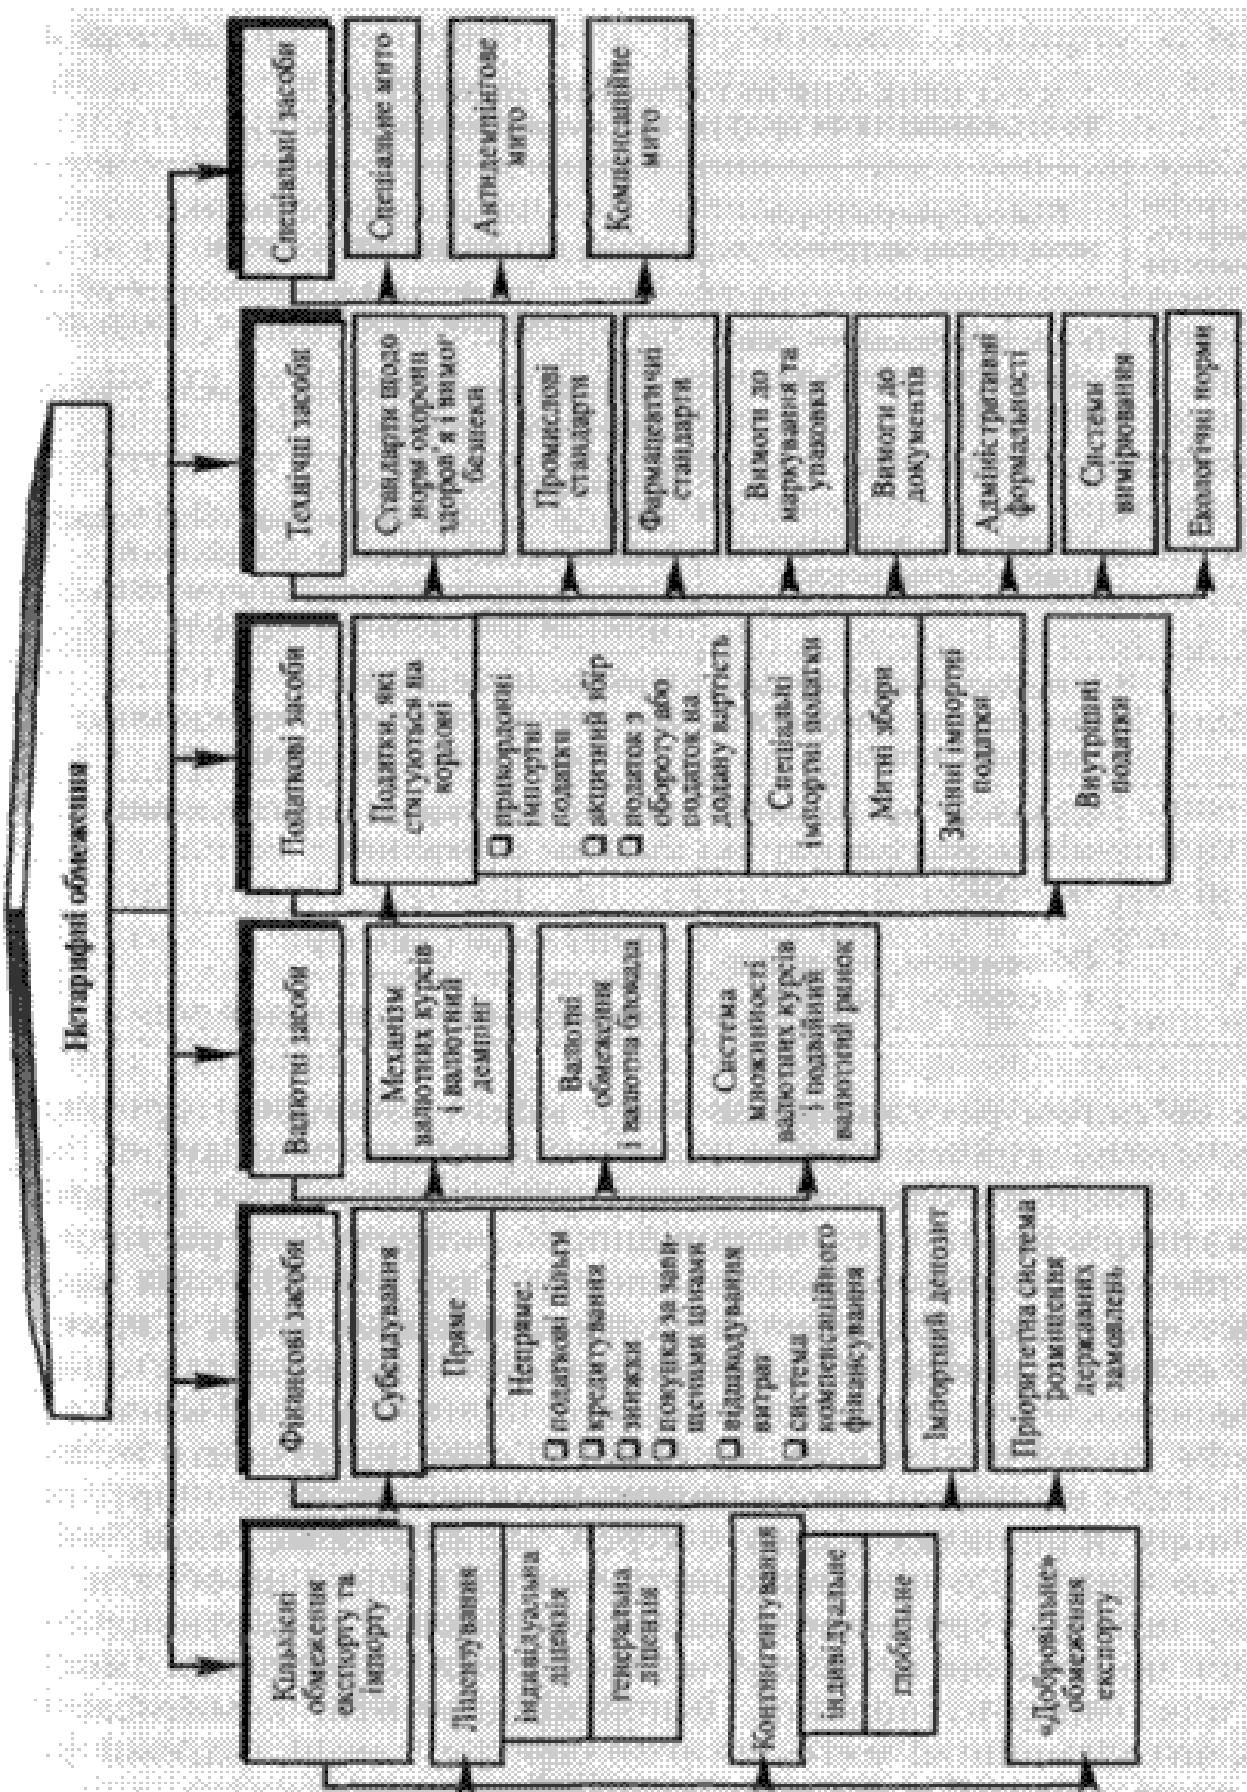 Нетарифні обмеження
Кількісні
обмеження
експорту та
імпорту
Ліцензування
індивідуальна
ліцензія
генеральна
ліцензія
Контингентування
індивідуальне
глобальне
«Добровільне»
обмеження
експорту
Фінансові засоби
Субсидування
Пряме
Непряме:
❑ податкові пільги
❑ кредитування
❑ знижки
❑ покупка за зави-
щеними цінами
❑ відшкодування
витрат
❑ система
компенсаційного
фінансування
Імпортний депозит
Пріоритетна система
розміщення
державних
замовлень
Валютні засоби
Механізм
валютних курсів
і валютний
демпінг
Валютні
обмеження
і валютна блокада
Система
множинності
валютних курсів
і подвійний
валютний ринок
Податкові засоби
Податки, які
стягуються на
кордоні
❑ прикордонні
імпортні
податки
❑ акцизний збір
❑ податок з
обороту або
податок на
додану вартість
Спеціальні
імпортні податки
Митні збори
Змінні імпортні
податки
Внутрішні
податки
Технічні засоби
Стандарти щодо
норм охорони
здоров'я і вимог
безпеки
Промислові
стандарти
Фармацевтичні
стандарти
Вимоги до
маркування та
упаковки
Вимоги до
документів
Адміністративні
формальності
Системи
вимірювання
Екологічні норми
Спеціальні засоби
Спеціальне мито
Антидемпінгове
мито
Компенсаційне
мито